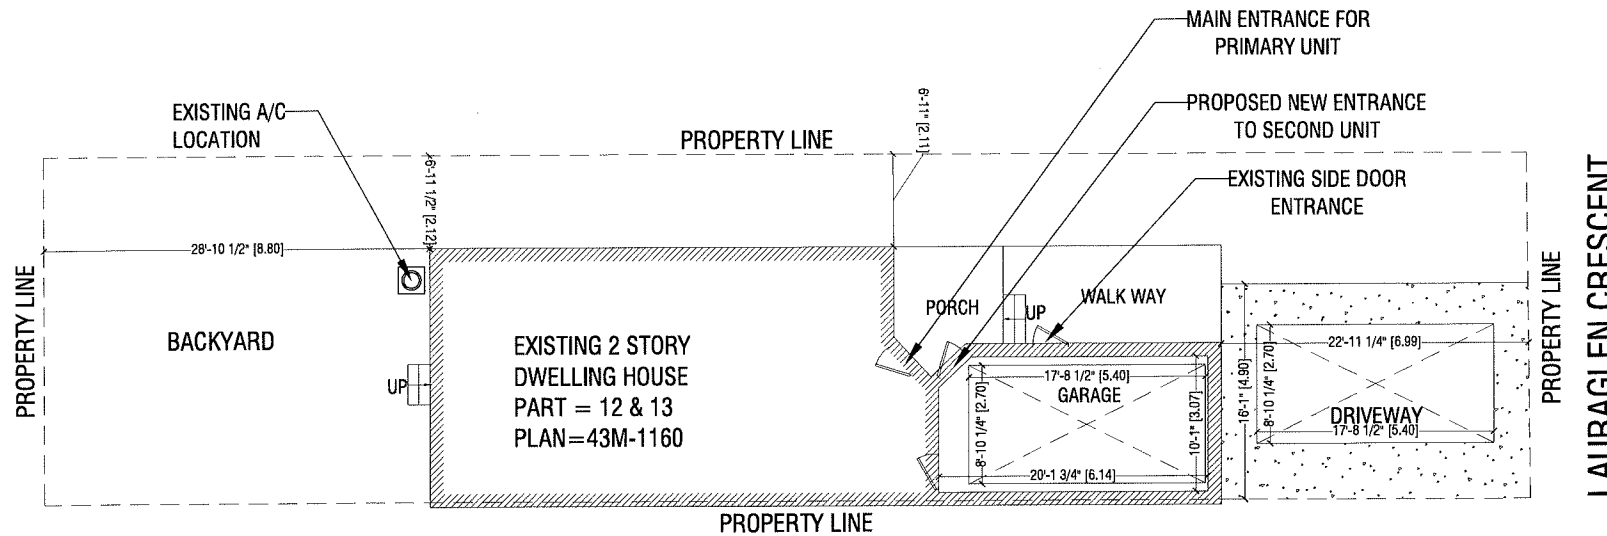 MAIN ENTRANCE FOR
PRIMARY UNIT
PROPOSED NEW ENTRANCE
TO SECOND UNIT
EXISTING SIDE DOOR
ENTRANCE
EXISTING A/C
LOCATION
PROPERTY LINE
6'-11" [2.11]
6'-11 1/2" [2.12]
28'-10 1/2" [8.80]
PROPERTY LINE
BACKYARD
UP
EXISTING 2 STORY
DWELLING HOUSE
PART = 12 & 13
PLAN=43M-1160
PORCH
UP
WALK WAY
17'-8 1/2" [5.40]
GARAGE
8'-10 1/4" [2.70]
10'-1" [3.07]
20'-1 3/4" [6.14]
16'-1" [4.90]
8'-10 1/4" [2.70]
22'-11 1/4" [6.99]
DRIVEWAY
17'-8 1/2" [5.40]
PROPERTY LINE
LAURAGLEN CRESCENT
PROPERTY LINE